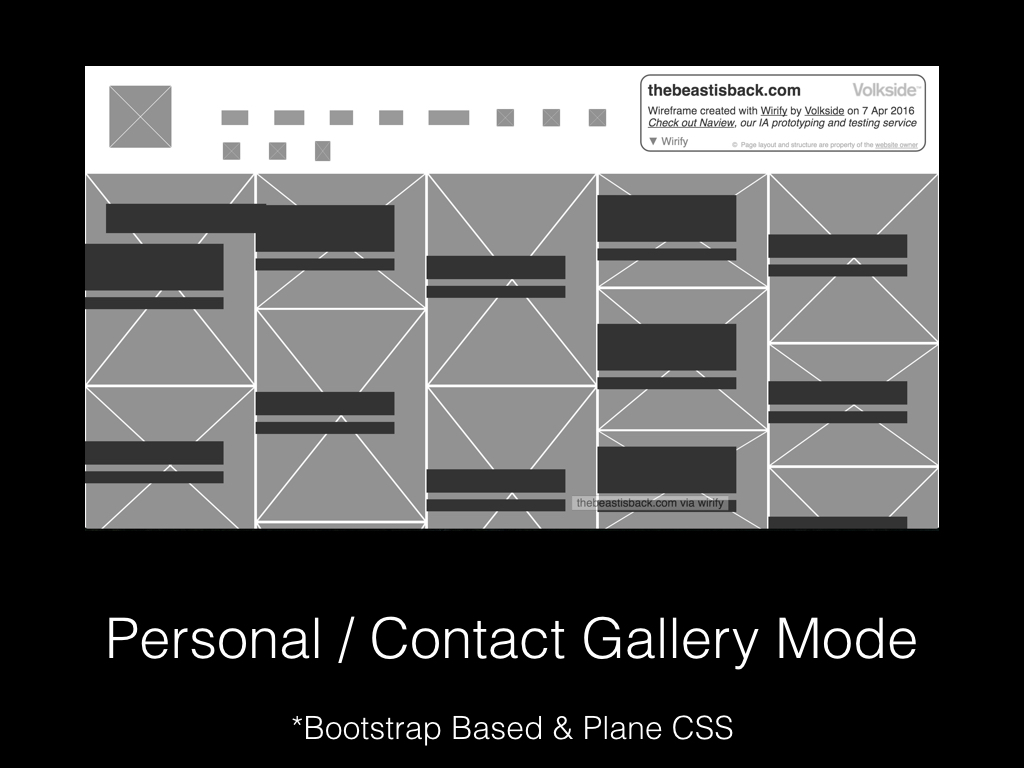 thebeastisback.com Volkside™
Wireframe created with Wirify by Volkside on 7 Apr 2016
Check out Naview, our IA prototyping and testing service
▼ Wirify © Page layout and structure are property of the website owner
thebeastisback.com via wirify
Personal / Contact Gallery Mode
*Bootstrap Based & Plane CSS